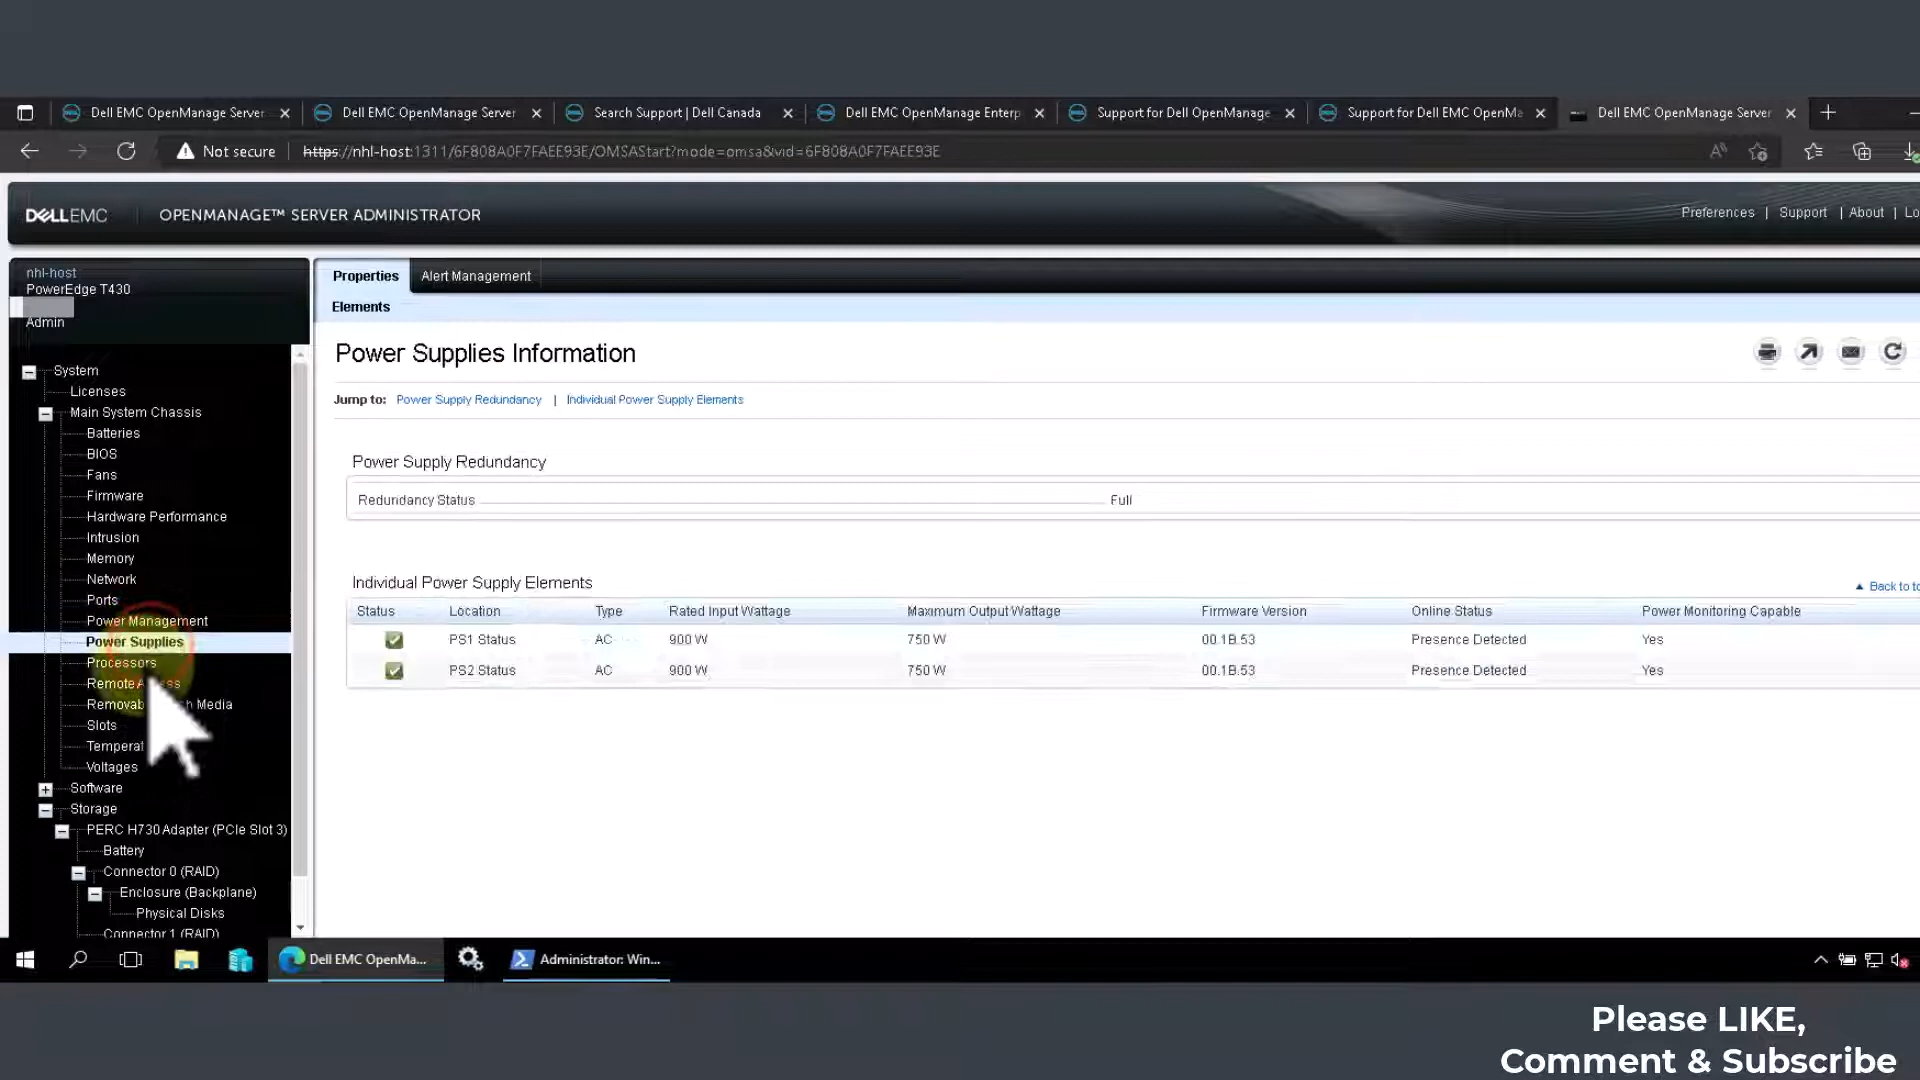 Dell EMC OpenManage Server
Dell EMC OpenManage Server
Search Support | Dell Canada
Dell EMC OpenManage Enterp
Support for Dell OpenManage
Support for Dell EMC OpenMa
Dell EMC OpenManage Server
Not secure
https://nhl-host:1311/6F808A0F7FAEE93E/OMSAStart?mode=omsa&vid=6F808A0F7FAEE93E
DELLEMC
OPENMANAGE™ SERVER ADMINISTRATOR
Preferences | Support | About | Lo
nhl-host
PowerEdge T430
Admin
System
Licenses
Main System Chassis
Batteries
BIOS
Fans
Firmware
Hardware Performance
Intrusion
Memory
Network
Ports
Power Management
Power Supplies
Processors
Remote A ss
Removab h Media
Slots
Temperat
Voltages
Software
Storage
PERC H730 Adapter (PCIe Slot 3)
Battery
Connector 0 (RAID)
Enclosure (Backplane)
Physical Disks
Connector 1 (RAID)
Properties
Alert Management
Elements
Power Supplies Information
Jump to: Power Supply Redundancy | Individual Power Supply Elements
Power Supply Redundancy
Redundancy Status Full
Individual Power Supply Elements
Back to to
Status Location Type Rated Input Wattage Maximum Output Wattage Firmware Version Online Status Power Monitoring Capable
PS1 Status AC 900 W 750 W 00.1B.53 Presence Detected Yes
PS2 Status AC 900 W 750 W 00.1B.53 Presence Detected Yes
Dell EMC OpenMa...
Administrator: Win...
Please LIKE,
Comment & Subscribe